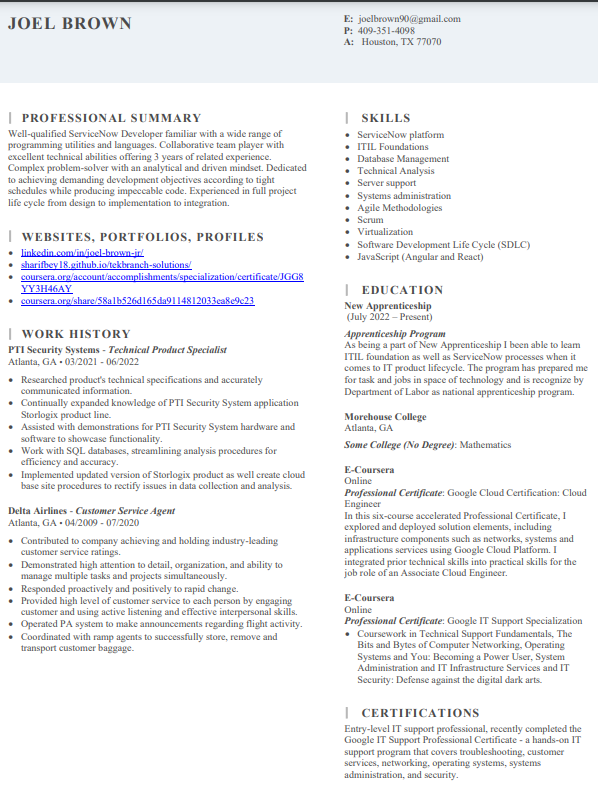 JOEL BROWN
E: joelbrown90@gmail.com
P: 409-351-4098
A: Houston, TX 77070
PROFESSIONAL SUMMARY
Well-qualified ServiceNow Developer familiar with a wide range of
programming utilities and languages. Collaborative team player with
excellent technical abilities offering 3 years of related experience.
Complex problem-solver with an analytical and driven mindset. Dedicated
to achieving demanding development objectives according to tight
schedules while producing impeccable code. Experienced in full project
life cycle from design to implementation to integration.
WEBSITES, PORTFOLIOS, PROFILES
• linkedin.com/in/joel-brown-jr/
• sharifbey18.github.io/tekbranch-solutions/
• coursera.org/account/accomplishments/specialization/certificate/JGG8
YY3H46AY
• coursera.org/share/58a1b526d165da9114812033ea8e9c23
WORK HISTORY
PTI Security Systems - Technical Product Specialist
Atlanta, GA • 03/2021 - 06/2022
• Researched product's technical specifications and accurately
communicated information.
• Continually expanded knowledge of PTI Security System application
Storlogix product line.
• Assisted with demonstrations for PTI Security System hardware and
software to showcase functionality.
• Work with SQL databases, streamlining analysis procedures for
efficiency and accuracy.
• Implemented updated version of Storlogix product as well create cloud
base site procedures to rectify issues in data collection and analysis.
Delta Airlines - Customer Service Agent
Atlanta, GA • 04/2009 - 07/2020
• Contributed to company achieving and holding industry-leading
customer service ratings.
• Demonstrated high attention to detail, organization, and ability to
manage multiple tasks and projects simultaneously.
• Responded proactively and positively to rapid change.
• Provided high level of customer service to each person by engaging
customer and using active listening and effective interpersonal skills.
• Operated PA system to make announcements regarding flight activity.
• Coordinated with ramp agents to successfully store, remove and
transport customer baggage.
SKILLS
• ServiceNow platform
• ITIL Foundations
• Database Management
• Technical Analysis
• Server support
• Systems administration
• Agile Methodologies
• Scrum
• Virtualization
• Software Development Life Cycle (SDLC)
• JavaScript (Angular and React)
EDUCATION
New Apprenticeship
(July 2022 – Present)
Apprenticeship Program
As being a part of New Apprenticeship I been able to learn
ITIL foundation as well as ServiceNow processes when it
comes to IT product lifecycle. The program has prepared me
for task and jobs in space of technology and is recognize by
Department of Labor as national apprenticeship program.
Morehouse College
Atlanta, GA
Some College (No Degree): Mathematics
E-Coursera
Online
Professional Certificate: Google Cloud Certification: Cloud
Engineer
In this six-course accelerated Professional Certificate, I
explored and deployed solution elements, including
infrastructure components such as networks, systems and
applications services using Google Cloud Platform. I
integrated prior technical skills into practical skills for the
job role of an Associate Cloud Engineer.
E-Coursera
Online
Professional Certificate: Google IT Support Specialization
• Coursework in Technical Support Fundamentals, The
Bits and Bytes of Computer Networking, Operating
Systems and You: Becoming a Power User, System
Administration and IT Infrastructure Services and IT
Security: Defense against the digital dark arts.
CERTIFICATIONS
Entry-level IT support professional, recently completed the
Google IT Support Professional Certificate - a hands-on IT
support program that covers troubleshooting, customer
services, networking, operating systems, systems
administration, and security.